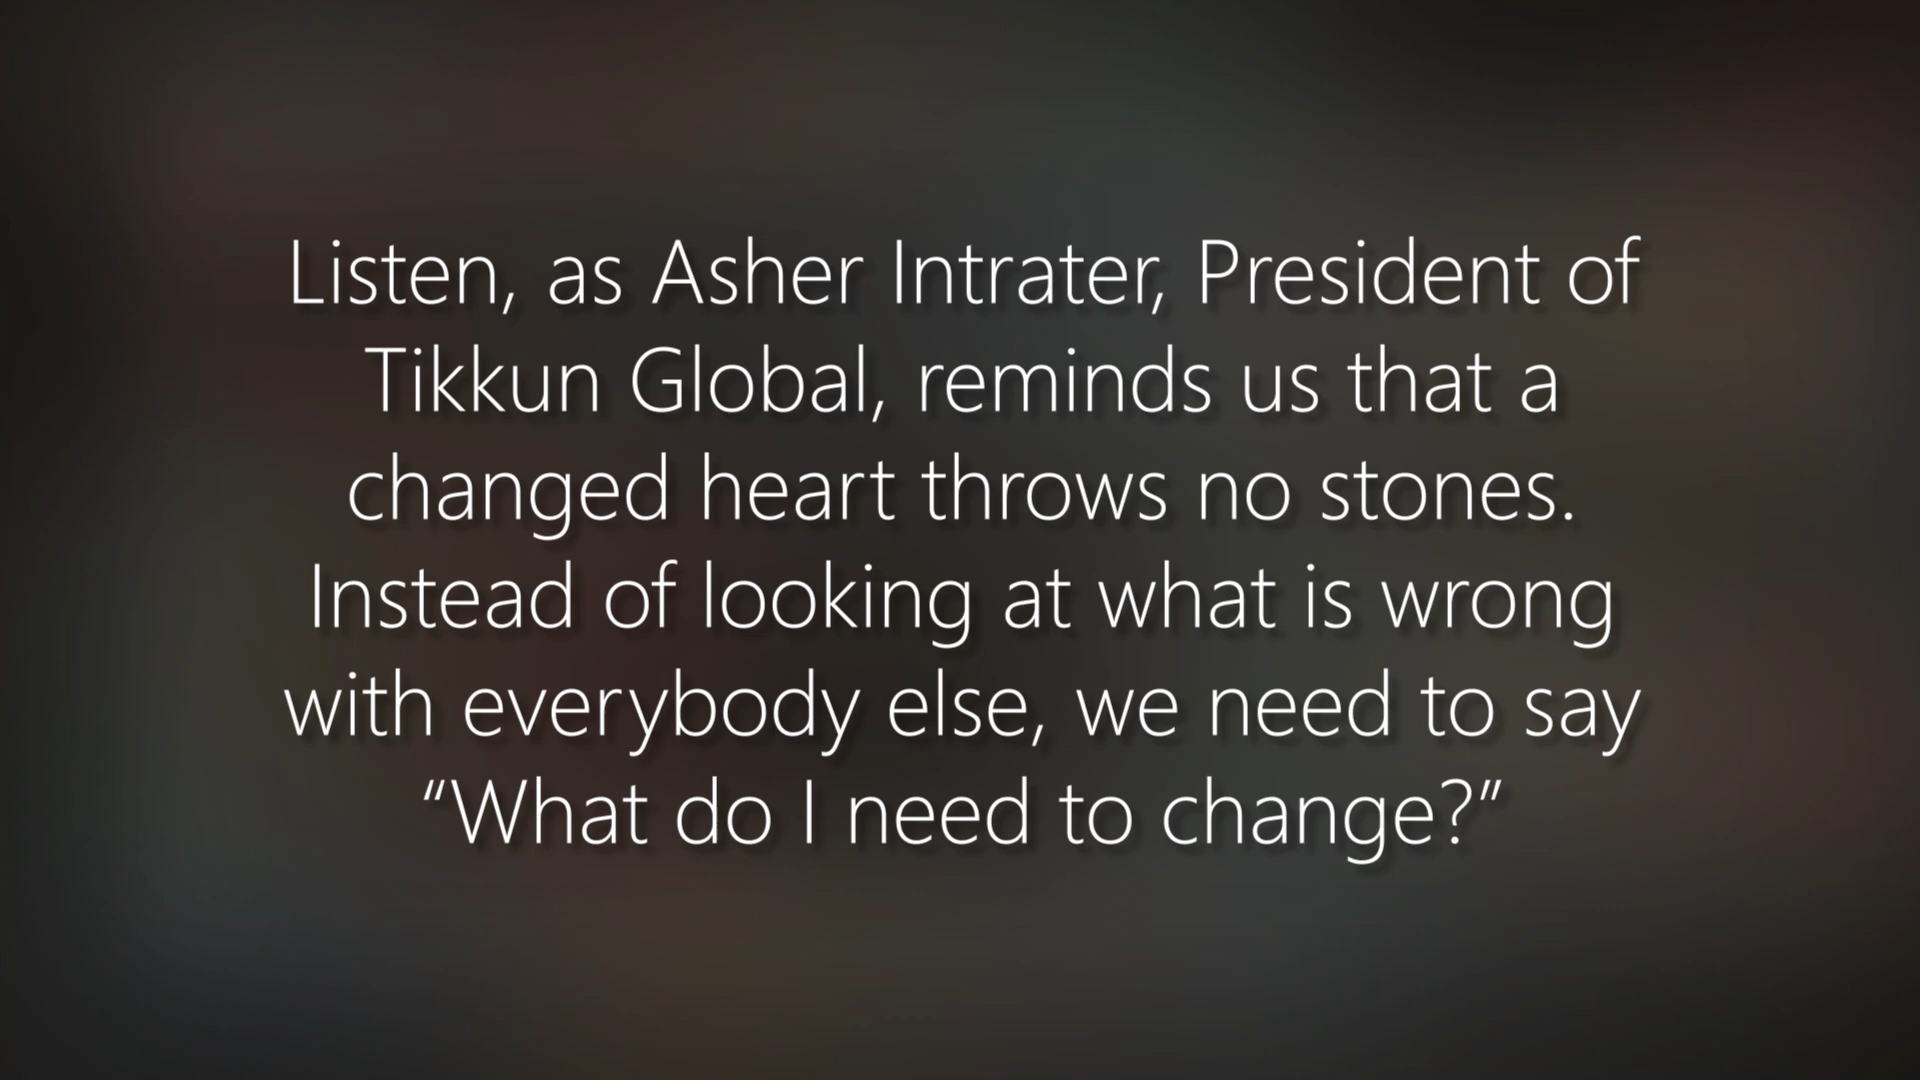 Listen, as Asher Intrater, President of
Tikkun Global, reminds us that a
changed heart throws no stones.
Instead of looking at what is wrong
with everybody else, we need to say
“What do I need to change?”